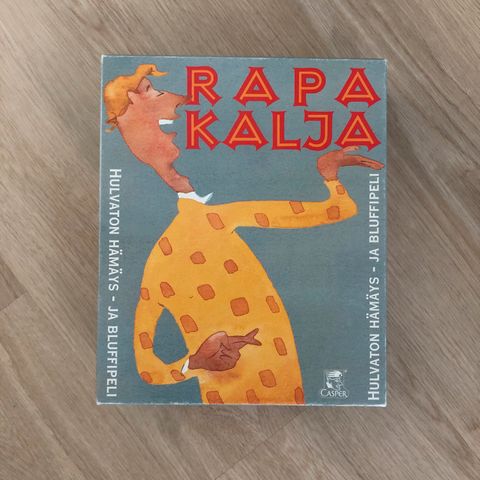 RAPA
KALJA
HULVATON HÄMÄYS - JA BLUFFIPELI
HULVATON HÄMÄYS - JA BLUFFIPELI
CASPER